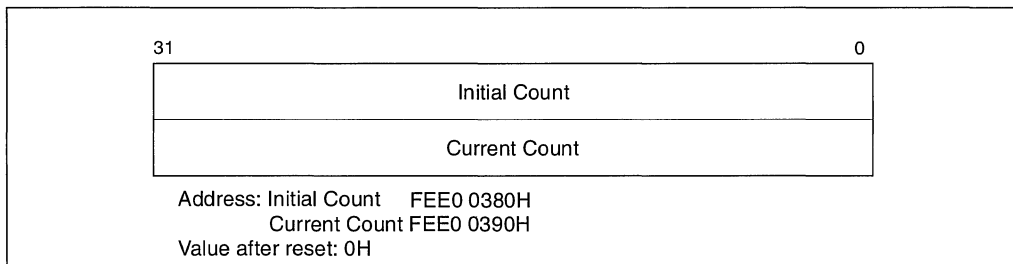 31 0
Initial Count
Current Count
Address: Initial Count FEE0 0380H
Current Count FEE0 0390H
Value after reset: 0H